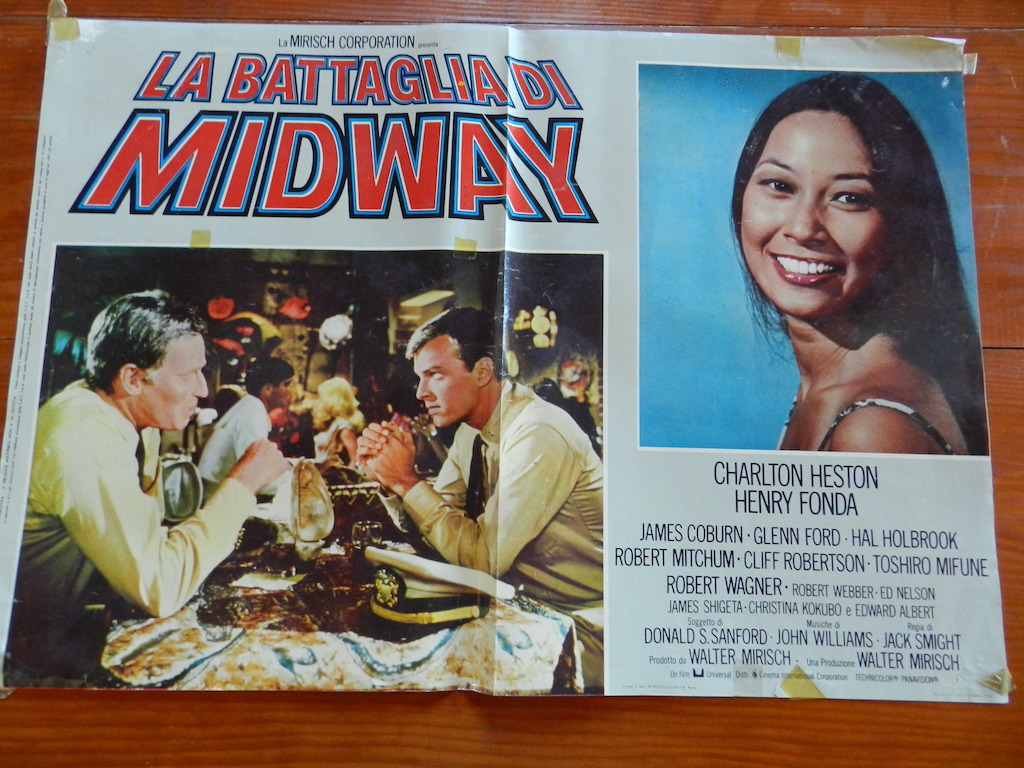 La MIRISCH CORPORATION presenta
LA BATTAGLIA DI
MIDWAY
CHARLTON HESTON
HENRY FONDA
JAMES COBURN · GLENN FORD · HAL HOLBROOK
ROBERT MITCHUM · CLIFF ROBERTSON · TOSHIRO MIFUNE
ROBERT WAGNER · ROBERT WEBBER · ED NELSON
JAMES SHIGETA · CHRISTINA KOKUBO e EDWARD ALBERT
Soggetto di Musiche di Regia di
DONALD S. SANFORD · JOHN WILLIAMS · JACK SMIGHT
Prodotto da WALTER MIRISCH · Una Produzione WALTER MIRISCH
Un film Universal Distr. Cinema International Corporation TECHNICOLOR® PANAVISION®